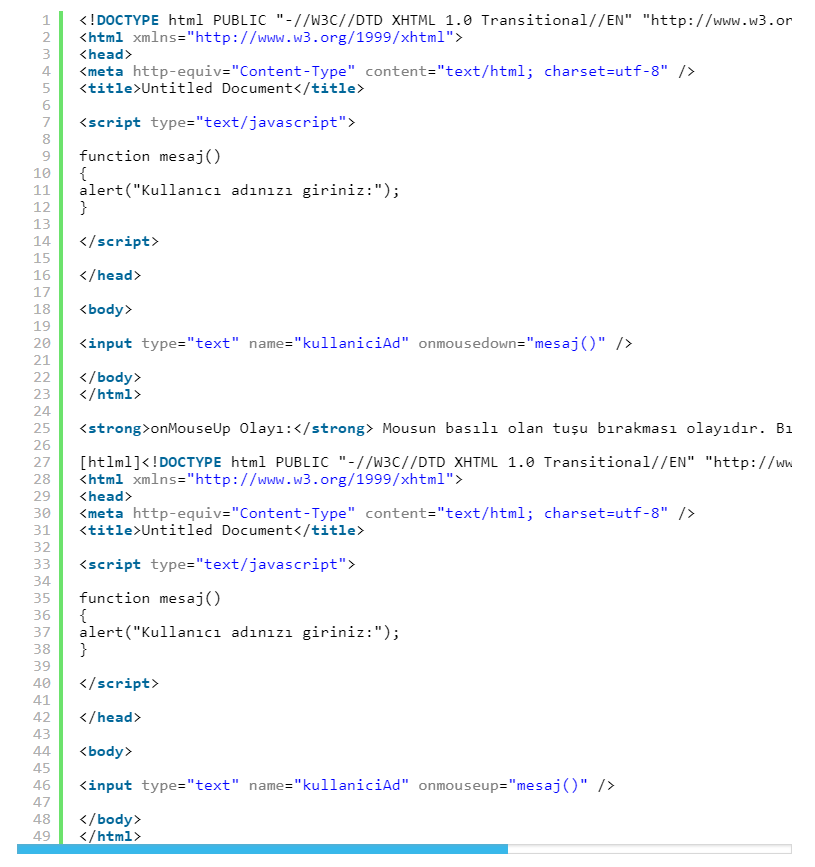 1 <!DOCTYPE html PUBLIC "-//W3C//DTD XHTML 1.0 Transitional//EN" "http://www.w3.or
2 <html xmlns="http://www.w3.org/1999/xhtml">
3 <head>
4 <meta http-equiv="Content-Type" content="text/html; charset=utf-8" />
5 <title>Untitled Document</title>
6
7 <script type="text/javascript">
8
9 function mesaj()
10 {
11 alert("Kullanıcı adınızı giriniz:");
12 }
13
14 </script>
15
16 </head>
17
18 <body>
19
20 <input type="text" name="kullaniciAd" onmousedown="mesaj()" />
21
22 </body>
23 </html>
24
25 <strong>onMouseUp Olayı:</strong> Mousun basılı olan tuşu bırakması olayıdır. Bı
26
27 [htlml]<!DOCTYPE html PUBLIC "-//W3C//DTD XHTML 1.0 Transitional//EN" "http://ww
28 <html xmlns="http://www.w3.org/1999/xhtml">
29 <head>
30 <meta http-equiv="Content-Type" content="text/html; charset=utf-8" />
31 <title>Untitled Document</title>
32
33 <script type="text/javascript">
34
35 function mesaj()
36 {
37 alert("Kullanıcı adınızı giriniz:");
38 }
39
40 </script>
41
42 </head>
43
44 <body>
45
46 <input type="text" name="kullaniciAd" onmouseup="mesaj()" />
47
48 </body>
49 </html>